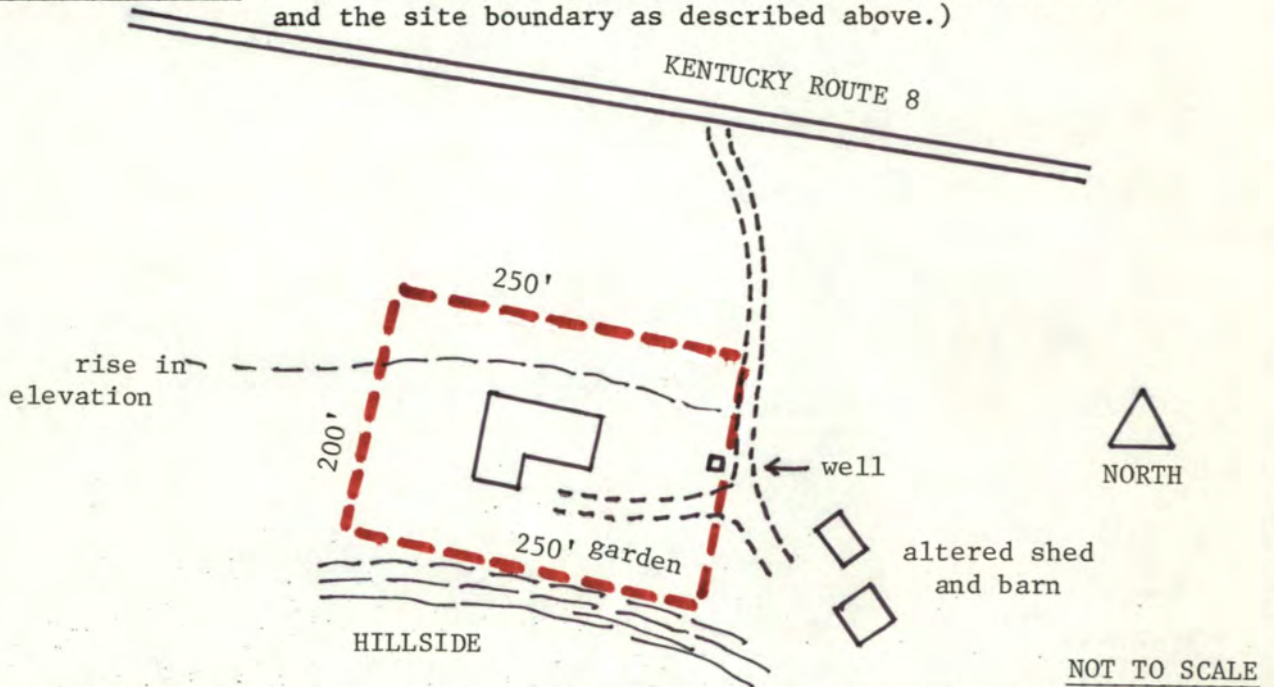 and the site boundary as described above.)
KENTUCKY ROUTE 8
250'
rise in
elevation
200'
well
NORTH
250' garden
altered shed
and barn
HILLSIDE
NOT TO SCALE